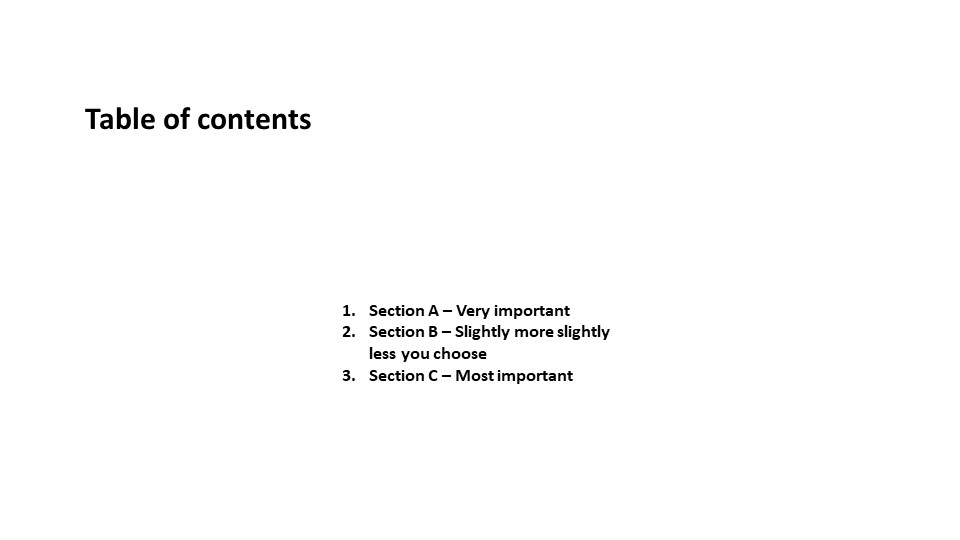 Table of contents
1. Section A – Very important
2. Section B – Slightly more slightly
less you choose
3. Section C – Most important